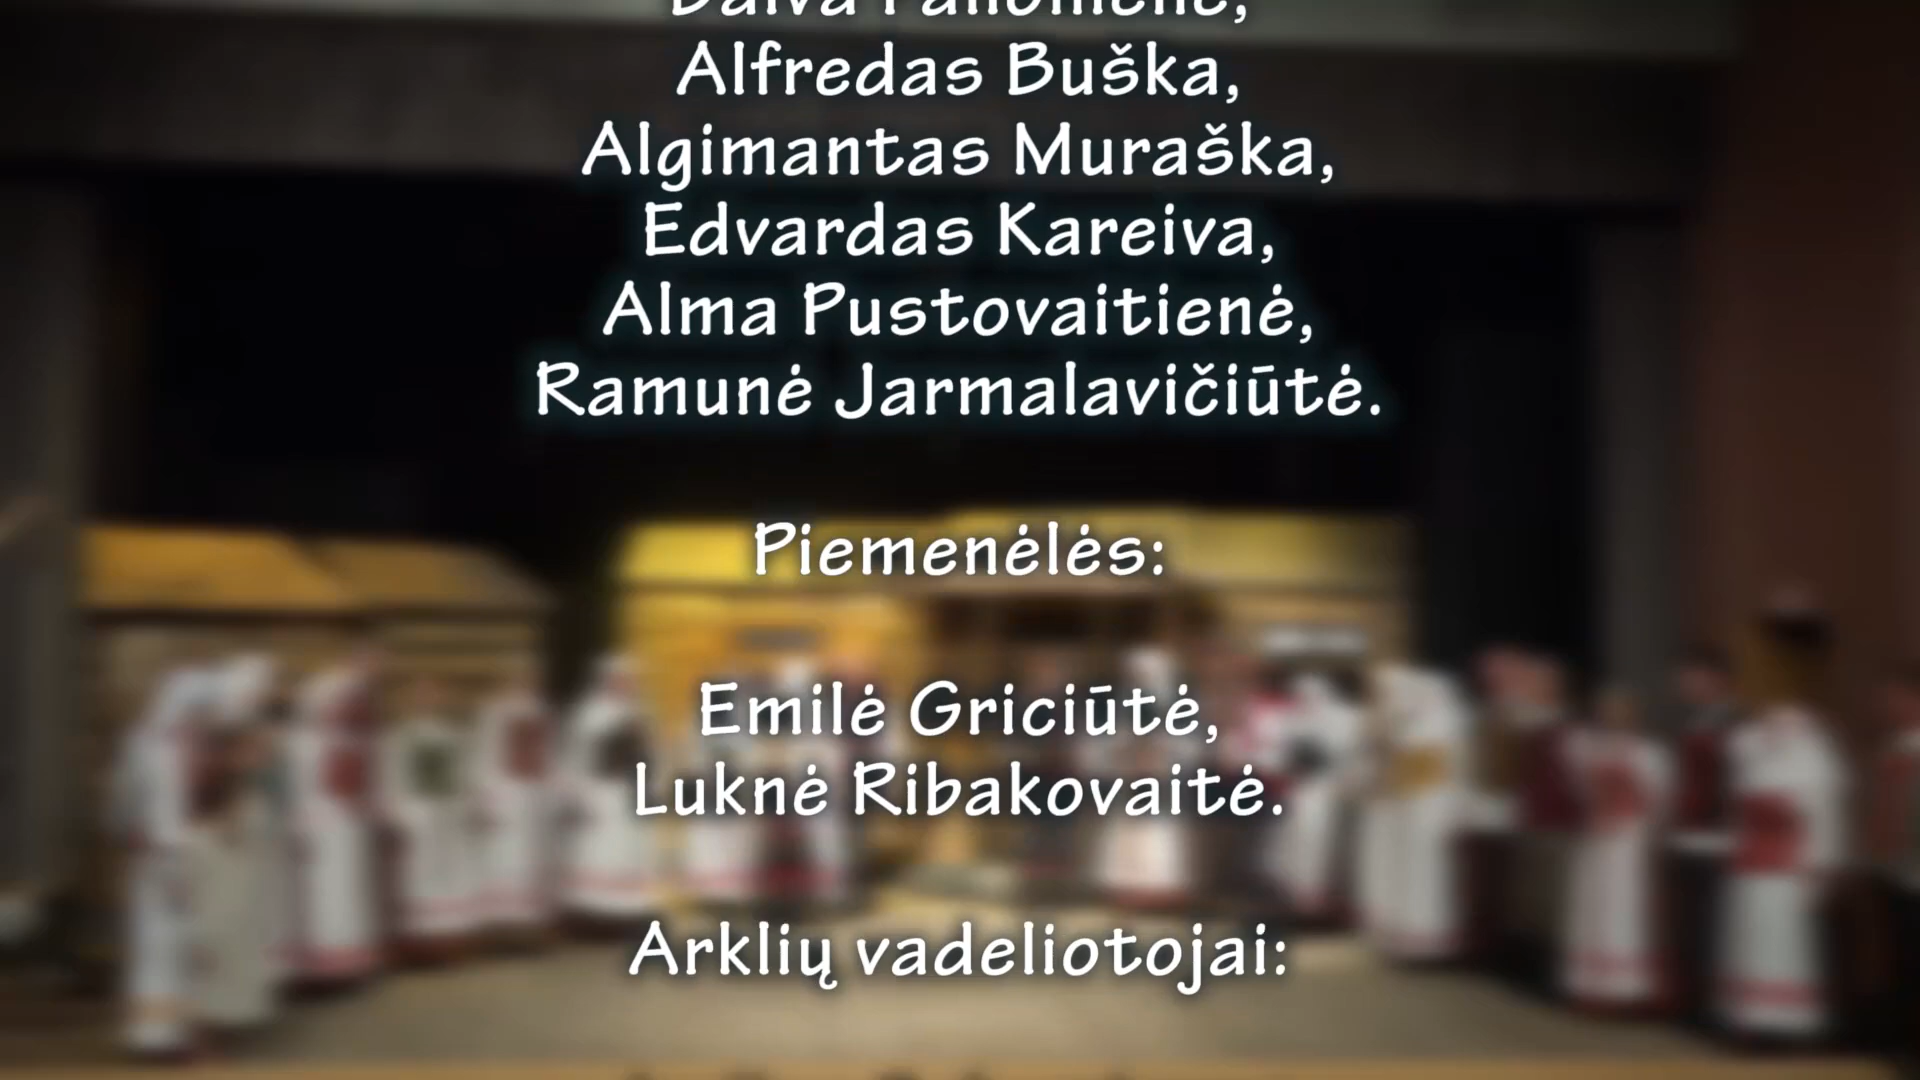 Alfredas Buška,
Algimantas Muraška,
Edvardas Kareiva,
Alma Pustovaitienė,
Ramunė Jarmalavičiūtė.
Piemenėlės:
Emilė Griciūtė,
Luknė Ribakovaitė.
Arklių vadeliotojai: